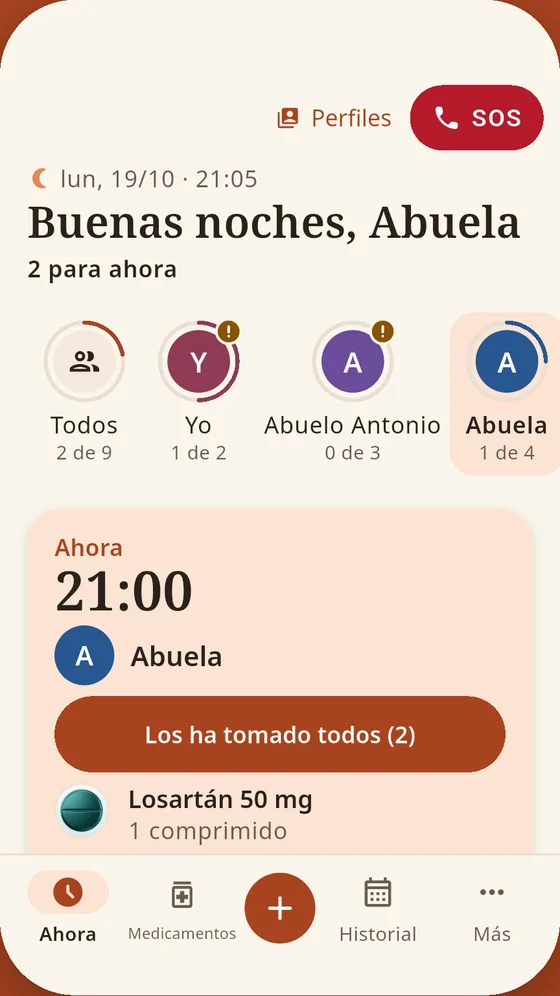 Perfiles
SOS
lun, 19/10 · 21:05
Buenas noches, Abuela
2 para ahora
Todos
2 de 9
Y
Yo
1 de 2
A
Abuelo Antonio
0 de 3
A
Abuela
1 de 4
Ahora
21:00
A
Abuela
Los ha tomado todos (2)
Losartán 50 mg
1 comprimido
Ahora
Medicamentos
Historial
Más